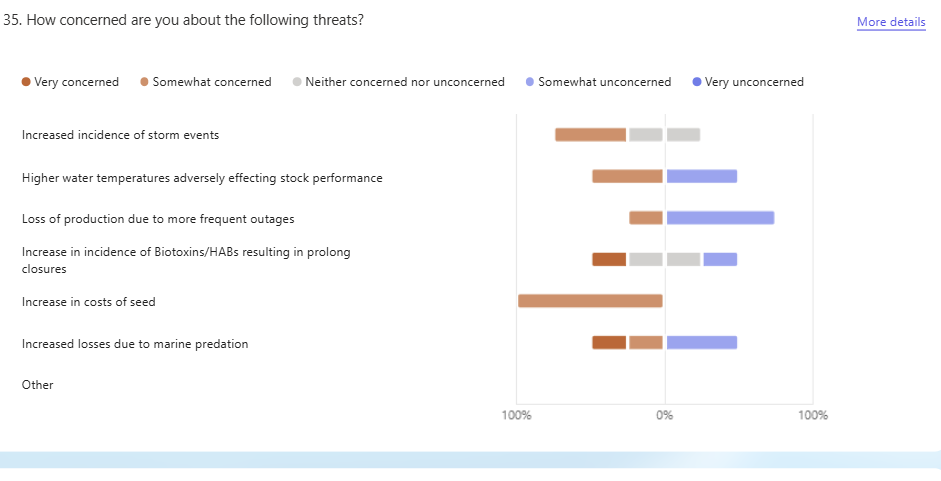 35. How concerned are you about the following threats?
More details
Very concerned
Somewhat concerned
Neither concerned nor unconcerned
Somewhat unconcerned
Very unconcerned
Increased incidence of storm events
Higher water temperatures adversely effecting stock performance
Loss of production due to more frequent outages
Increase in incidence of Biotoxins/HABs resulting in prolong
closures
Increase in costs of seed
Increased losses due to marine predation
Other
100%
0%
100%